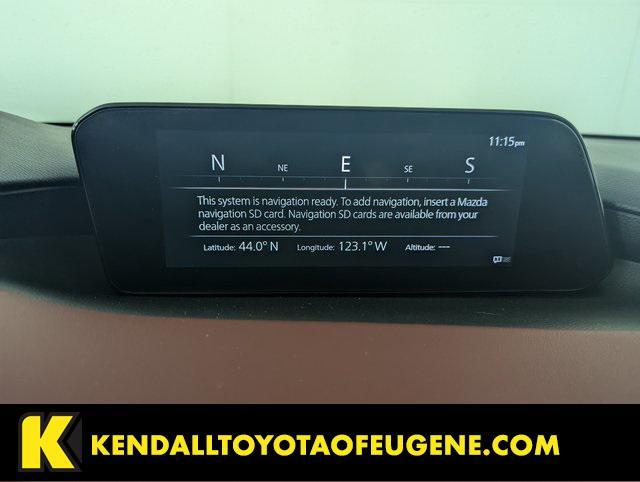 11:15pm
N NE E SE S
This system is navigation ready. To add navigation, insert a Mazda
navigation SD card. Navigation SD cards are available from your
dealer as an accessory.
Latitude: 44.0° N Longitude: 123.1° W Altitude: ---
K KENDALLTOYOTAOFEUGENE.COM